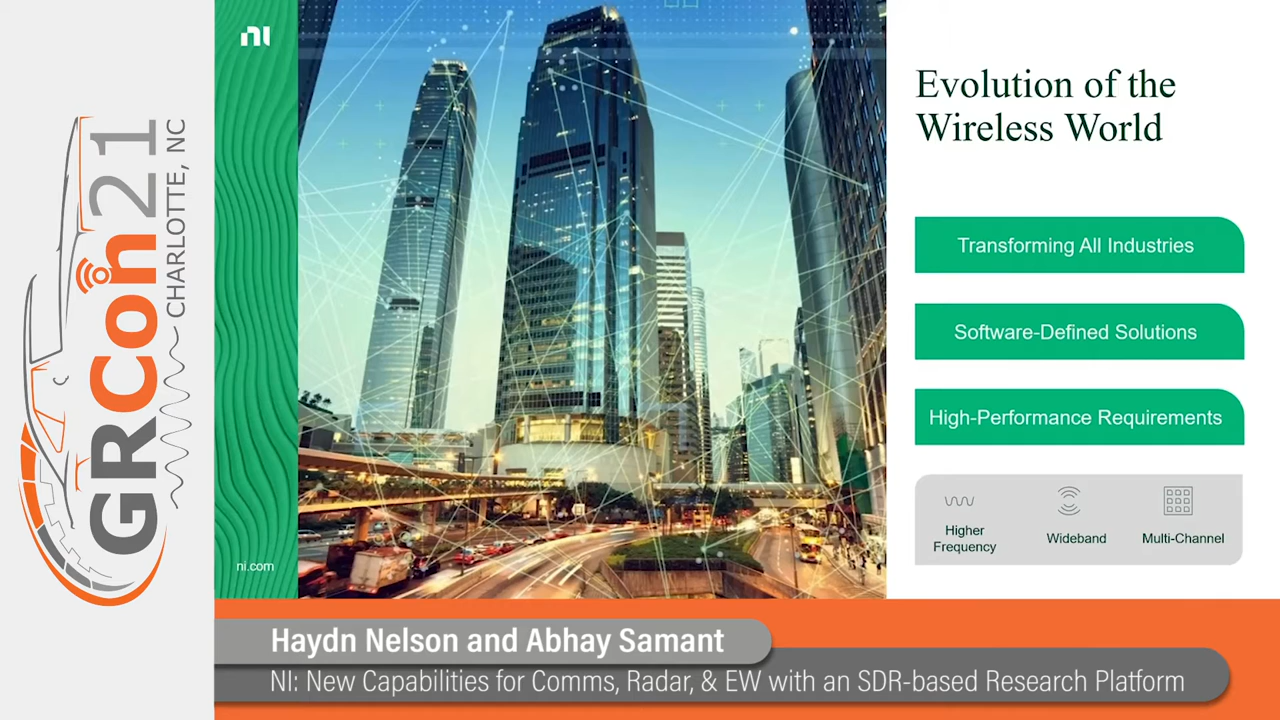 GRCon21
CHARLOTTE, NC
ni
ni.com
Evolution of the
Wireless World
Transforming All Industries
Software-Defined Solutions
High-Performance Requirements
Higher
Frequency
Wideband
Multi-Channel
Haydn Nelson and Abhay Samant
NI: New Capabilities for Comms, Radar, & EW with an SDR-based Research Platform